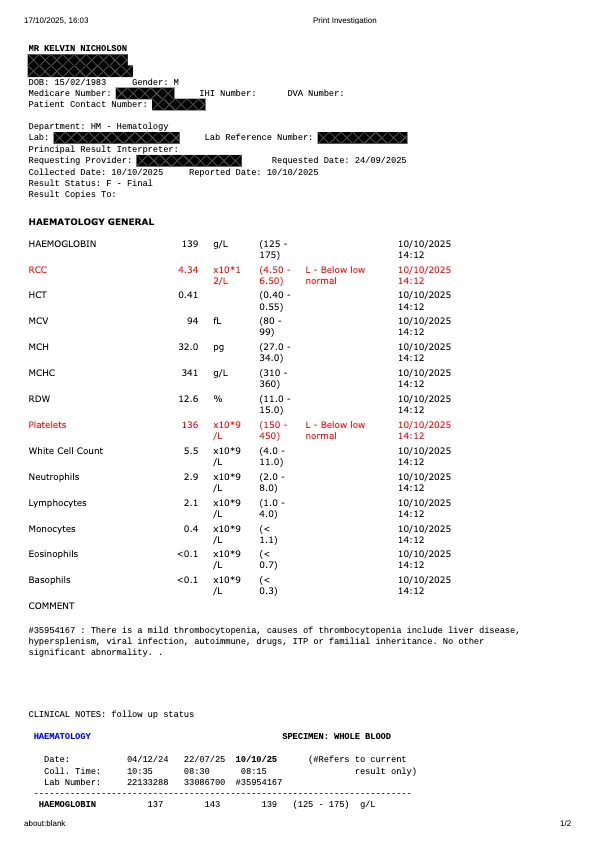 17/10/2025, 16:03 Print Investigation
MR KELVIN NICHOLSON
DOB: 15/02/1983 Gender: M
Medicare Number: IHI Number: DVA Number:
Patient Contact Number:
Department: HM - Hematology
Lab: Lab Reference Number:
Principal Result Interpreter:
Requesting Provider: Requested Date: 24/09/2025
Collected Date: 10/10/2025 Reported Date: 10/10/2025
Result Status: F - Final
Result Copies To:
HAEMATOLOGY GENERAL
HAEMOGLOBIN 139 g/L (125 - 10/10/2025
175) 14:12
RCC 4.34 x10*1 (4.50 - L - Below low 10/10/2025
2/L 6.50) normal 14:12
HCT 0.41 (0.40 - 10/10/2025
0.55) 14:12
MCV 94 fL (80 - 10/10/2025
99) 14:12
MCH 32.0 pg (27.0 - 10/10/2025
34.0) 14:12
MCHC 341 g/L (310 - 10/10/2025
360) 14:12
RDW 12.6 % (11.0 - 10/10/2025
15.0) 14:12
Platelets 136 x10*9 (150 - L - Below low 10/10/2025
/L 450) normal 14:12
White Cell Count 5.5 x10*9 (4.0 - 10/10/2025
/L 11.0) 14:12
Neutrophils 2.9 x10*9 (2.0 - 10/10/2025
/L 8.0) 14:12
Lymphocytes 2.1 x10*9 (1.0 - 10/10/2025
/L 4.0) 14:12
Monocytes 0.4 x10*9 (< 10/10/2025
/L 1.1) 14:12
Eosinophils <0.1 x10*9 (< 10/10/2025
/L 0.7) 14:12
Basophils <0.1 x10*9 (< 10/10/2025
/L 0.3) 14:12
COMMENT
#35954167 : There is a mild thrombocytopenia, causes of thrombocytopenia include liver disease,
hypersplenism, viral infection, autoimmune, drugs, ITP or familial inheritance. No other
significant abnormality. .
CLINICAL NOTES: follow up status
HAEMATOLOGY SPECIMEN: WHOLE BLOOD
Date: 04/12/24 22/07/25 10/10/25 (#Refers to current
Coll. Time: 10:35 08:30 08:15 result only)
Lab Number: 22133288 33086700 #35954167
-------------------------------------------------------------------------
HAEMOGLOBIN 137 143 139 (125 - 175) g/L
about:blank 1/2